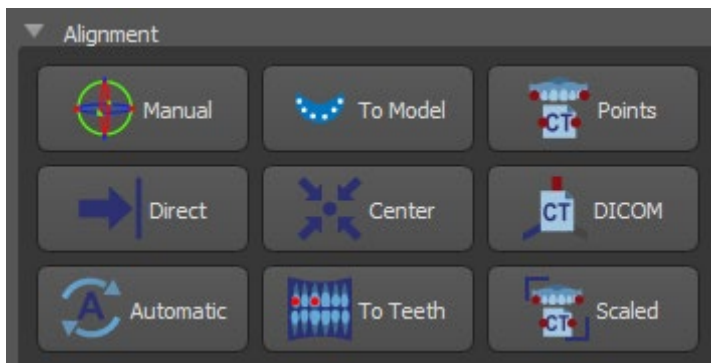 Alignment
Manual
To Model
CT Points
Direct
Center
CT DICOM
A Automatic
To Teeth
CT Scaled